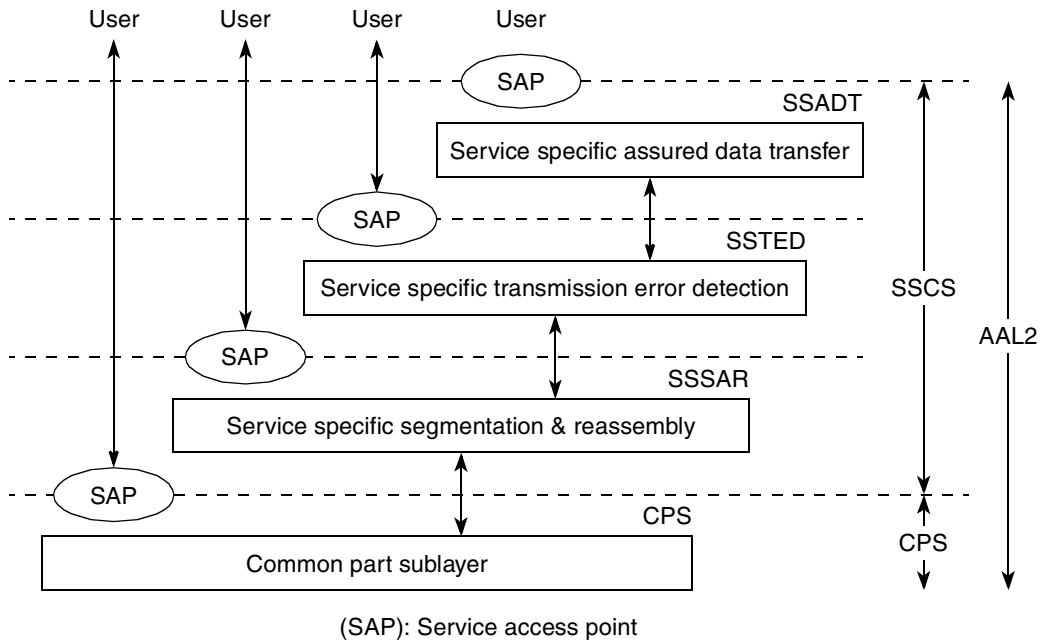 User User User User
SAP
SSADT
Service specific assured data transfer
SAP
SSTED
Service specific transmission error detection
SSCS
AAL2
SAP
SSSAR
Service specific segmentation & reassembly
SAP
CPS
CPS
Common part sublayer
(SAP): Service access point